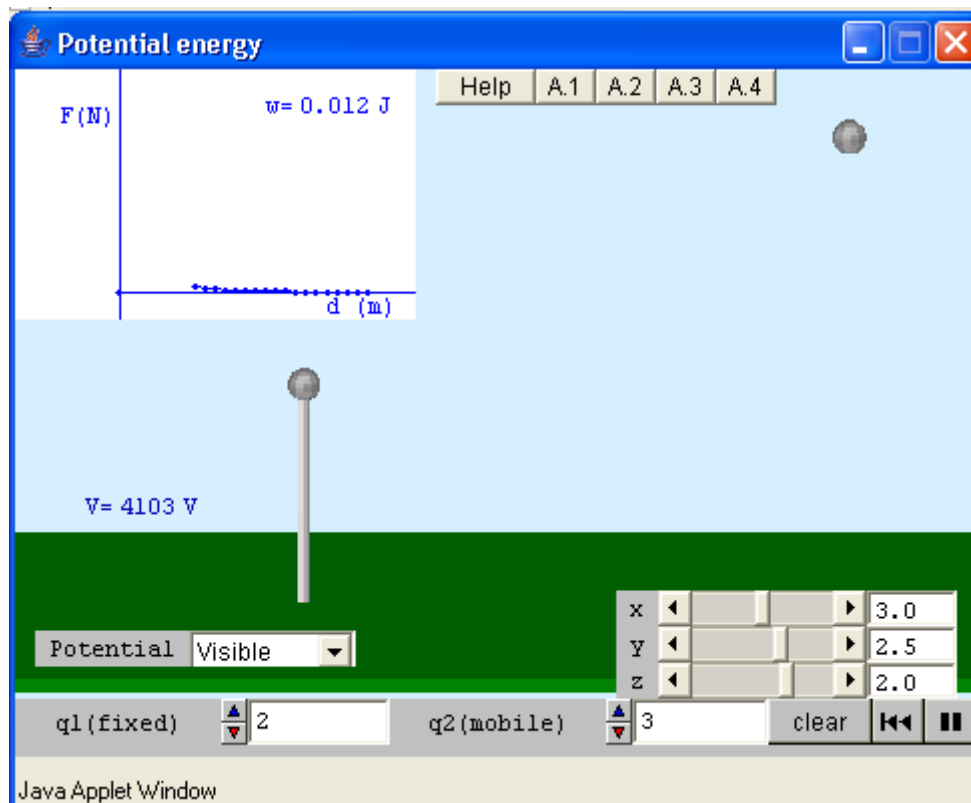 Potential energy
Help A.1 A.2 A.3 A.4
F(N)
w= 0.012 J
d (m)
V= 4103 V
x 3.0
Potential Visible
y 2.5
z 2.0
q1(fixed) 2 q2(mobile) 3 clear
Java Applet Window